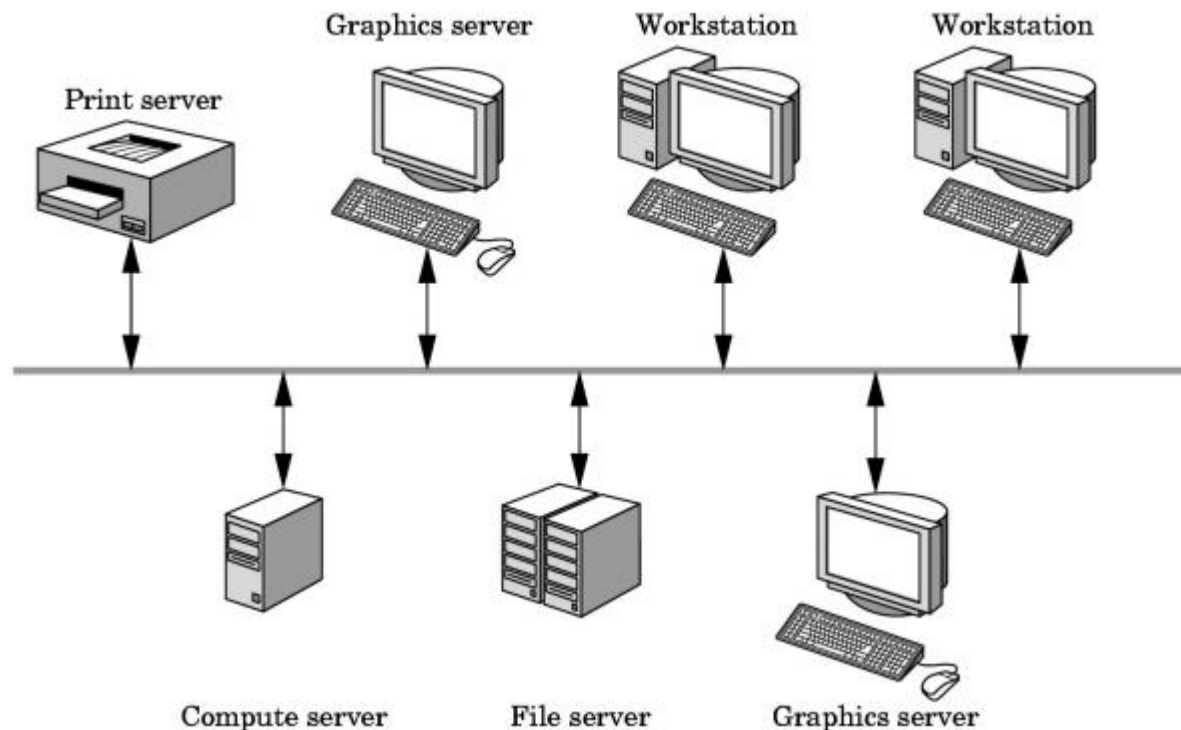 Graphics server
Workstation
Workstation
Print server
Compute server
File server
Graphics server